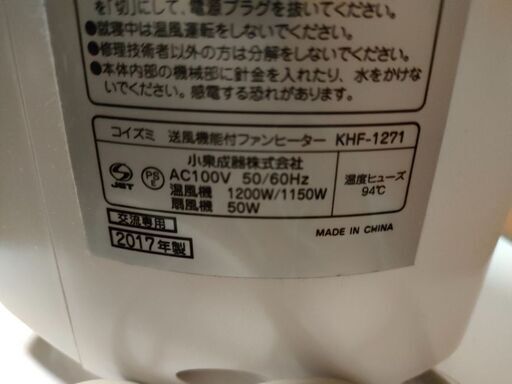 を「切」にして、電源プラグを抜いてください。
●就寝中は温風運転をしないでください。
●修理技術者以外の方は分解をしないでください。
●本体内部の機械部に針金を入れたり、水をかけな
いでください。感電する恐れがあります。
コイズミ 送風機能付ファンヒーター KHF-1271
小泉成器株式会社
AC100V 50/60Hz
温風機 1200W/1150W
扇風機 50W
温度ヒューズ
94℃
S JET
PS E
交流専用
2017年製
MADE IN CHINA